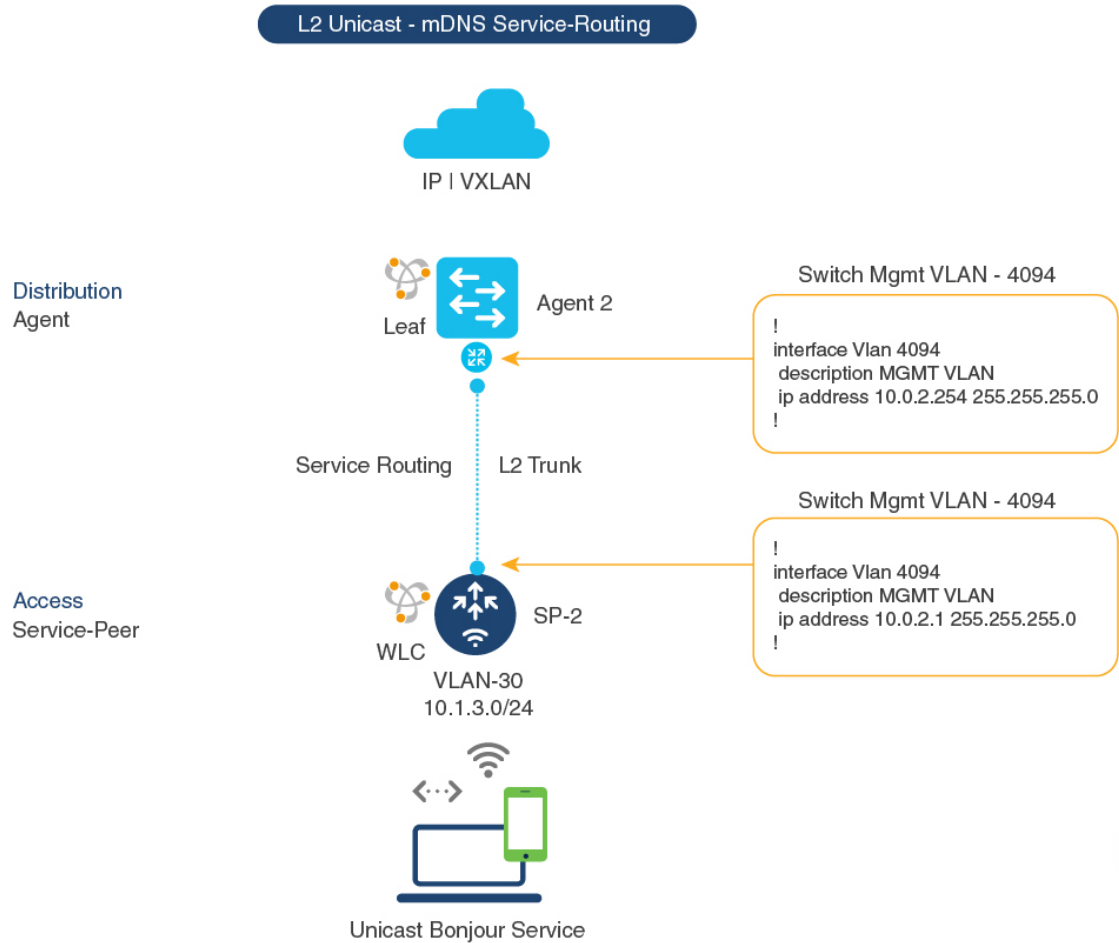 L2 Unicast - mDNS Service-Routing
IP | VXLAN
Distribution
Agent
Leaf
Agent 2
Switch Mgmt VLAN - 4094
!
interface Vlan 4094
description MGMT VLAN
ip address 10.0.2.254 255.255.255.0
!
Service Routing
L2 Trunk
Switch Mgmt VLAN - 4094
!
interface Vlan 4094
description MGMT VLAN
ip address 10.0.2.1 255.255.255.0
!
Access
Service-Peer
WLC
SP-2
VLAN-30
10.1.3.0/24
Unicast Bonjour Service